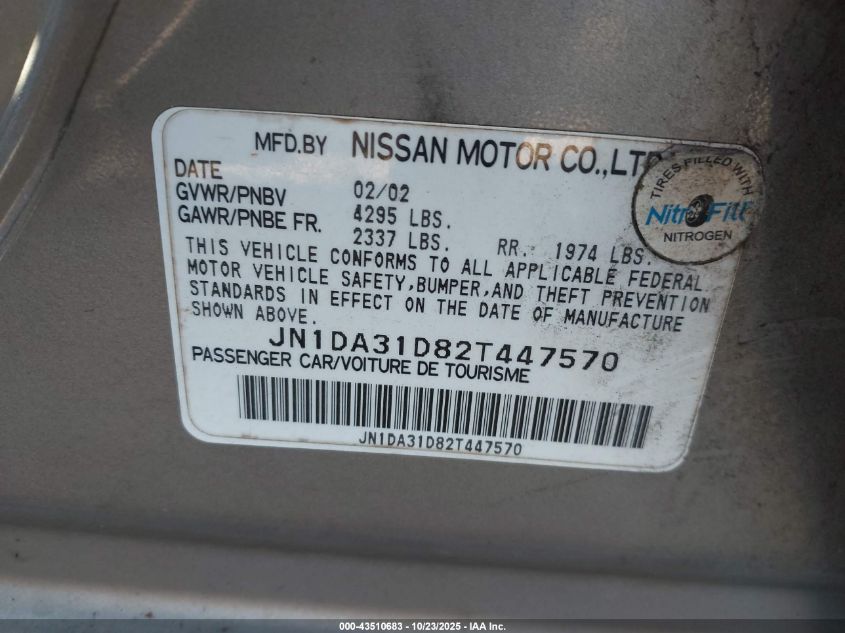 MFD.BY NISSAN MOTOR CO.,LTD
DATE 02/02
GVWR/PNBV 4295 LBS.
GAWR/PNBE FR. 2337 LBS. RR. 1974 LBS.
THIS VEHICLE CONFORMS TO ALL APPLICABLE FEDERAL
MOTOR VEHICLE SAFETY,BUMPER,AND THEFT PREVENTION
STANDARDS IN EFFECT ON THE DATE OF MANUFACTURE
SHOWN ABOVE.
JN1DA31D82T447570
PASSENGER CAR/VOITURE DE TOURISME
JN1DA31D82T447570
TIRES FILLED WITH
NitroFill
NITROGEN
000-43510683 - 10/23/2025 - IAA Inc.